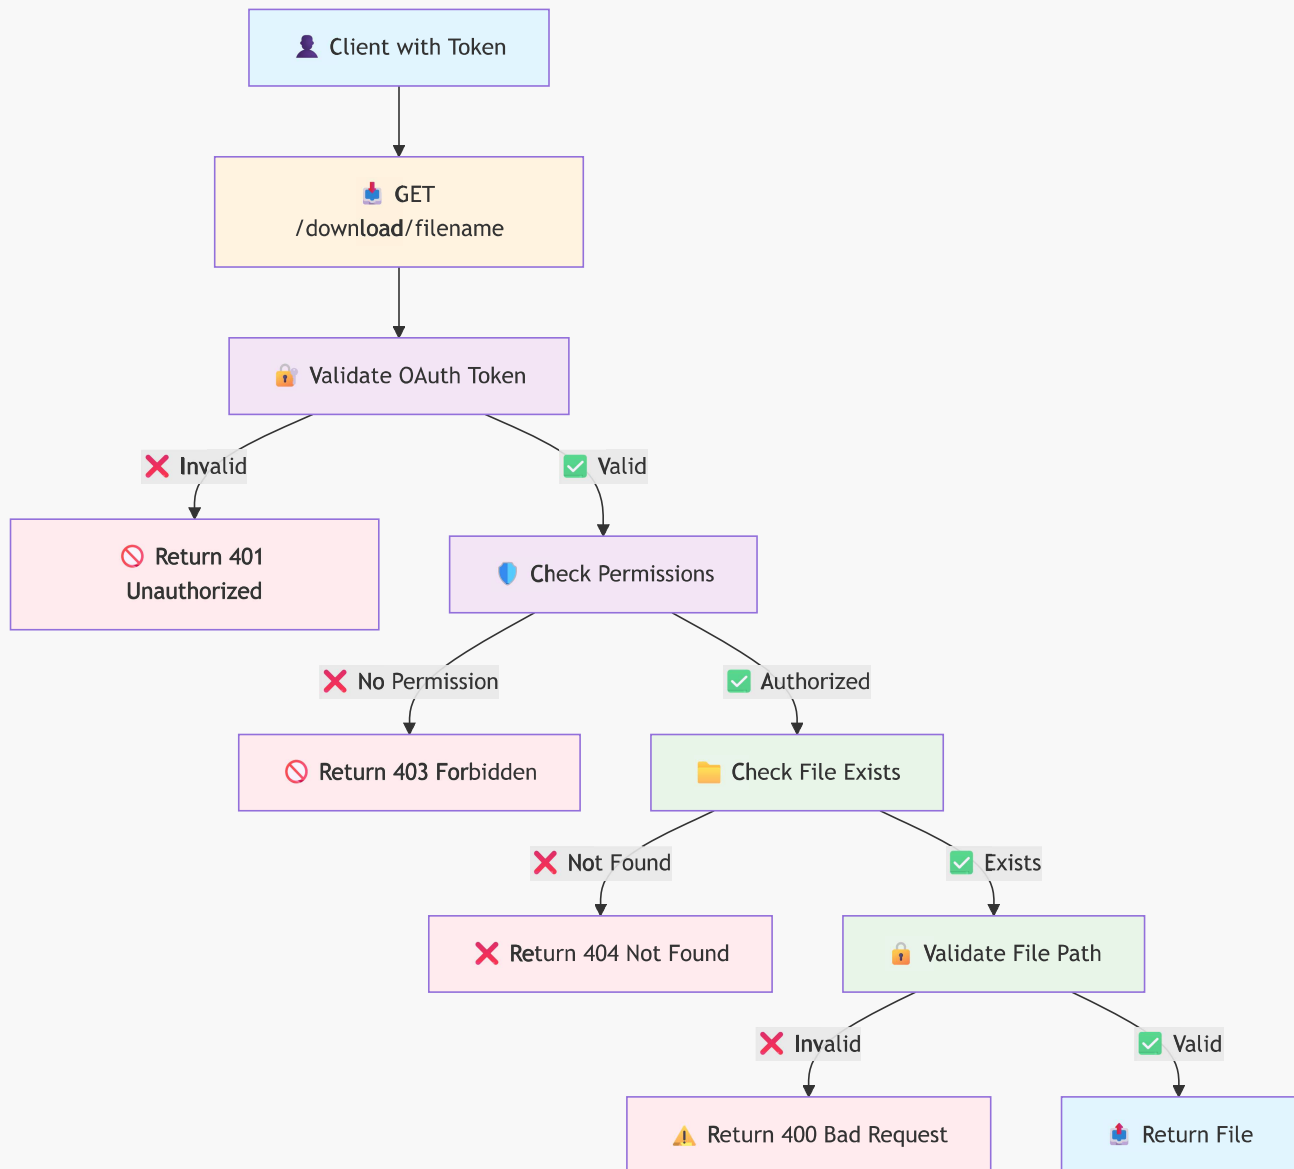 👤 Client with Token
📥 GET
/download/filename
🔐 Validate OAuth Token
❌ Invalid
✅ Valid
🚫 Return 401
Unauthorized
🛡️ Check Permissions
❌ No Permission
✅ Authorized
🚫 Return 403 Forbidden
📁 Check File Exists
❌ Not Found
✅ Exists
❌ Return 404 Not Found
🔒 Validate File Path
❌ Invalid
✅ Valid
⚠️ Return 400 Bad Request
📤 Return File